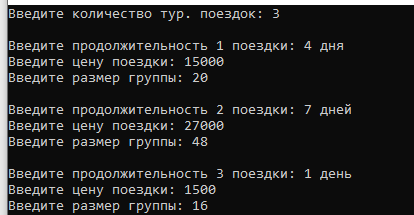 Введите количество тур. поездок: 3
Введите продолжительность 1 поездки: 4 дня
Введите цену поездки: 15000
Введите размер группы: 20
Введите продолжительность 2 поездки: 7 дней
Введите цену поездки: 27000
Введите размер группы: 48
Введите продолжительность 3 поездки: 1 день
Введите цену поездки: 1500
Введите размер группы: 16